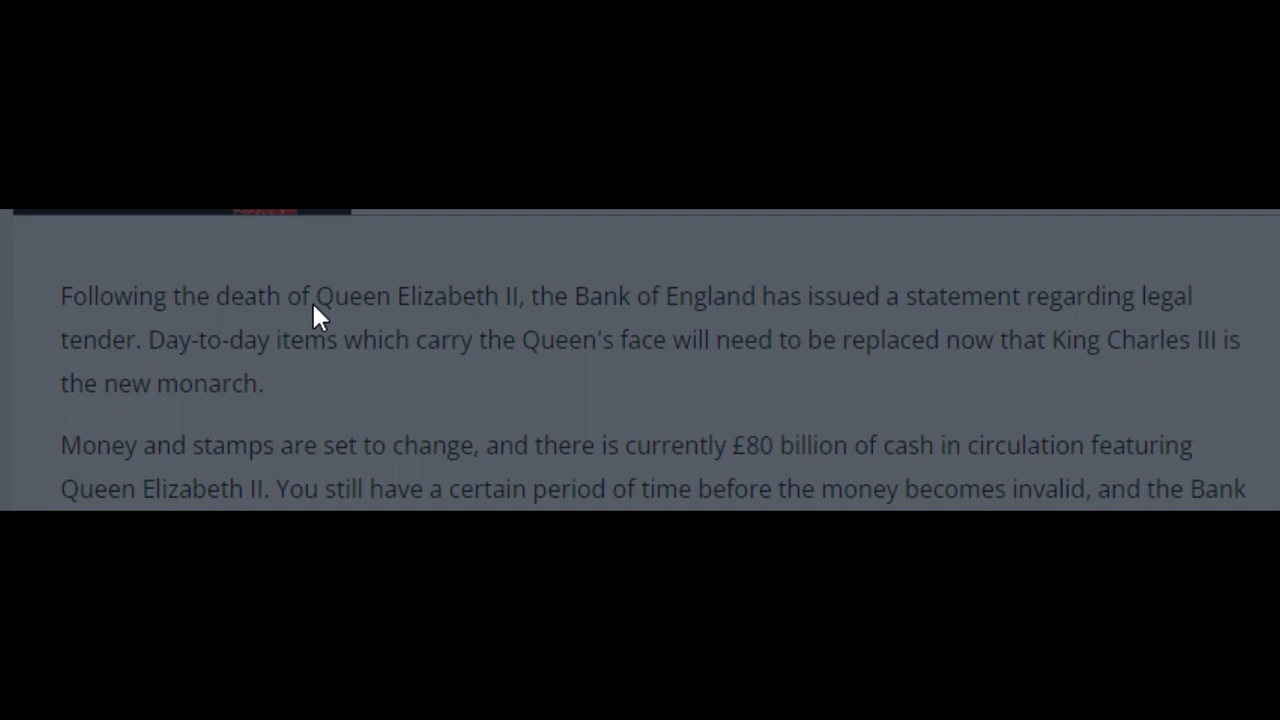 Following the death of Queen Elizabeth II, the Bank of England has issued a statement regarding legal
tender. Day-to-day items which carry the Queen's face will need to be replaced now that King Charles III is
the new monarch.
Money and stamps are set to change, and there is currently £80 billion of cash in circulation featuring
Queen Elizabeth II. You still have a certain period of time before the money becomes invalid, and the Bank